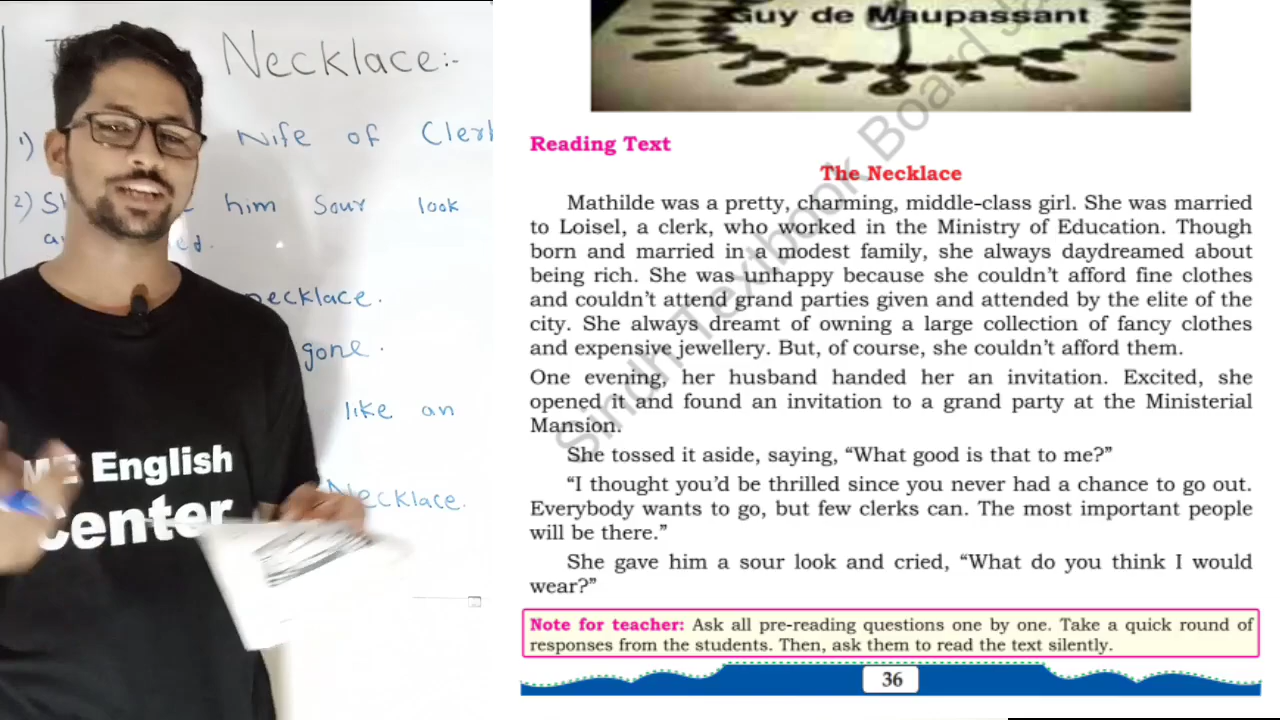 Necklace:-
1) Wife of Clerk
2) him Sour look
necklace.
gone.
like an
Necklace.
ME English
Center
Guy de Maupassant
Sindh Textbook Board
Reading Text
The Necklace
Mathilde was a pretty, charming, middle-class girl. She was married
to Loisel, a clerk, who worked in the Ministry of Education. Though
born and married in a modest family, she always daydreamed about
being rich. She was unhappy because she couldn't afford fine clothes
and couldn't attend grand parties given and attended by the elite of the
city. She always dreamt of owning a large collection of fancy clothes
and expensive jewellery. But, of course, she couldn't afford them.
One evening, her husband handed her an invitation. Excited, she
opened it and found an invitation to a grand party at the Ministerial
Mansion.
She tossed it aside, saying, “What good is that to me?”
“I thought you'd be thrilled since you never had a chance to go out.
Everybody wants to go, but few clerks can. The most important people
will be there.”
She gave him a sour look and cried, “What do you think I would
wear?”
Note for teacher: Ask all pre-reading questions one by one. Take a quick round of
responses from the students. Then, ask them to read the text silently.
36